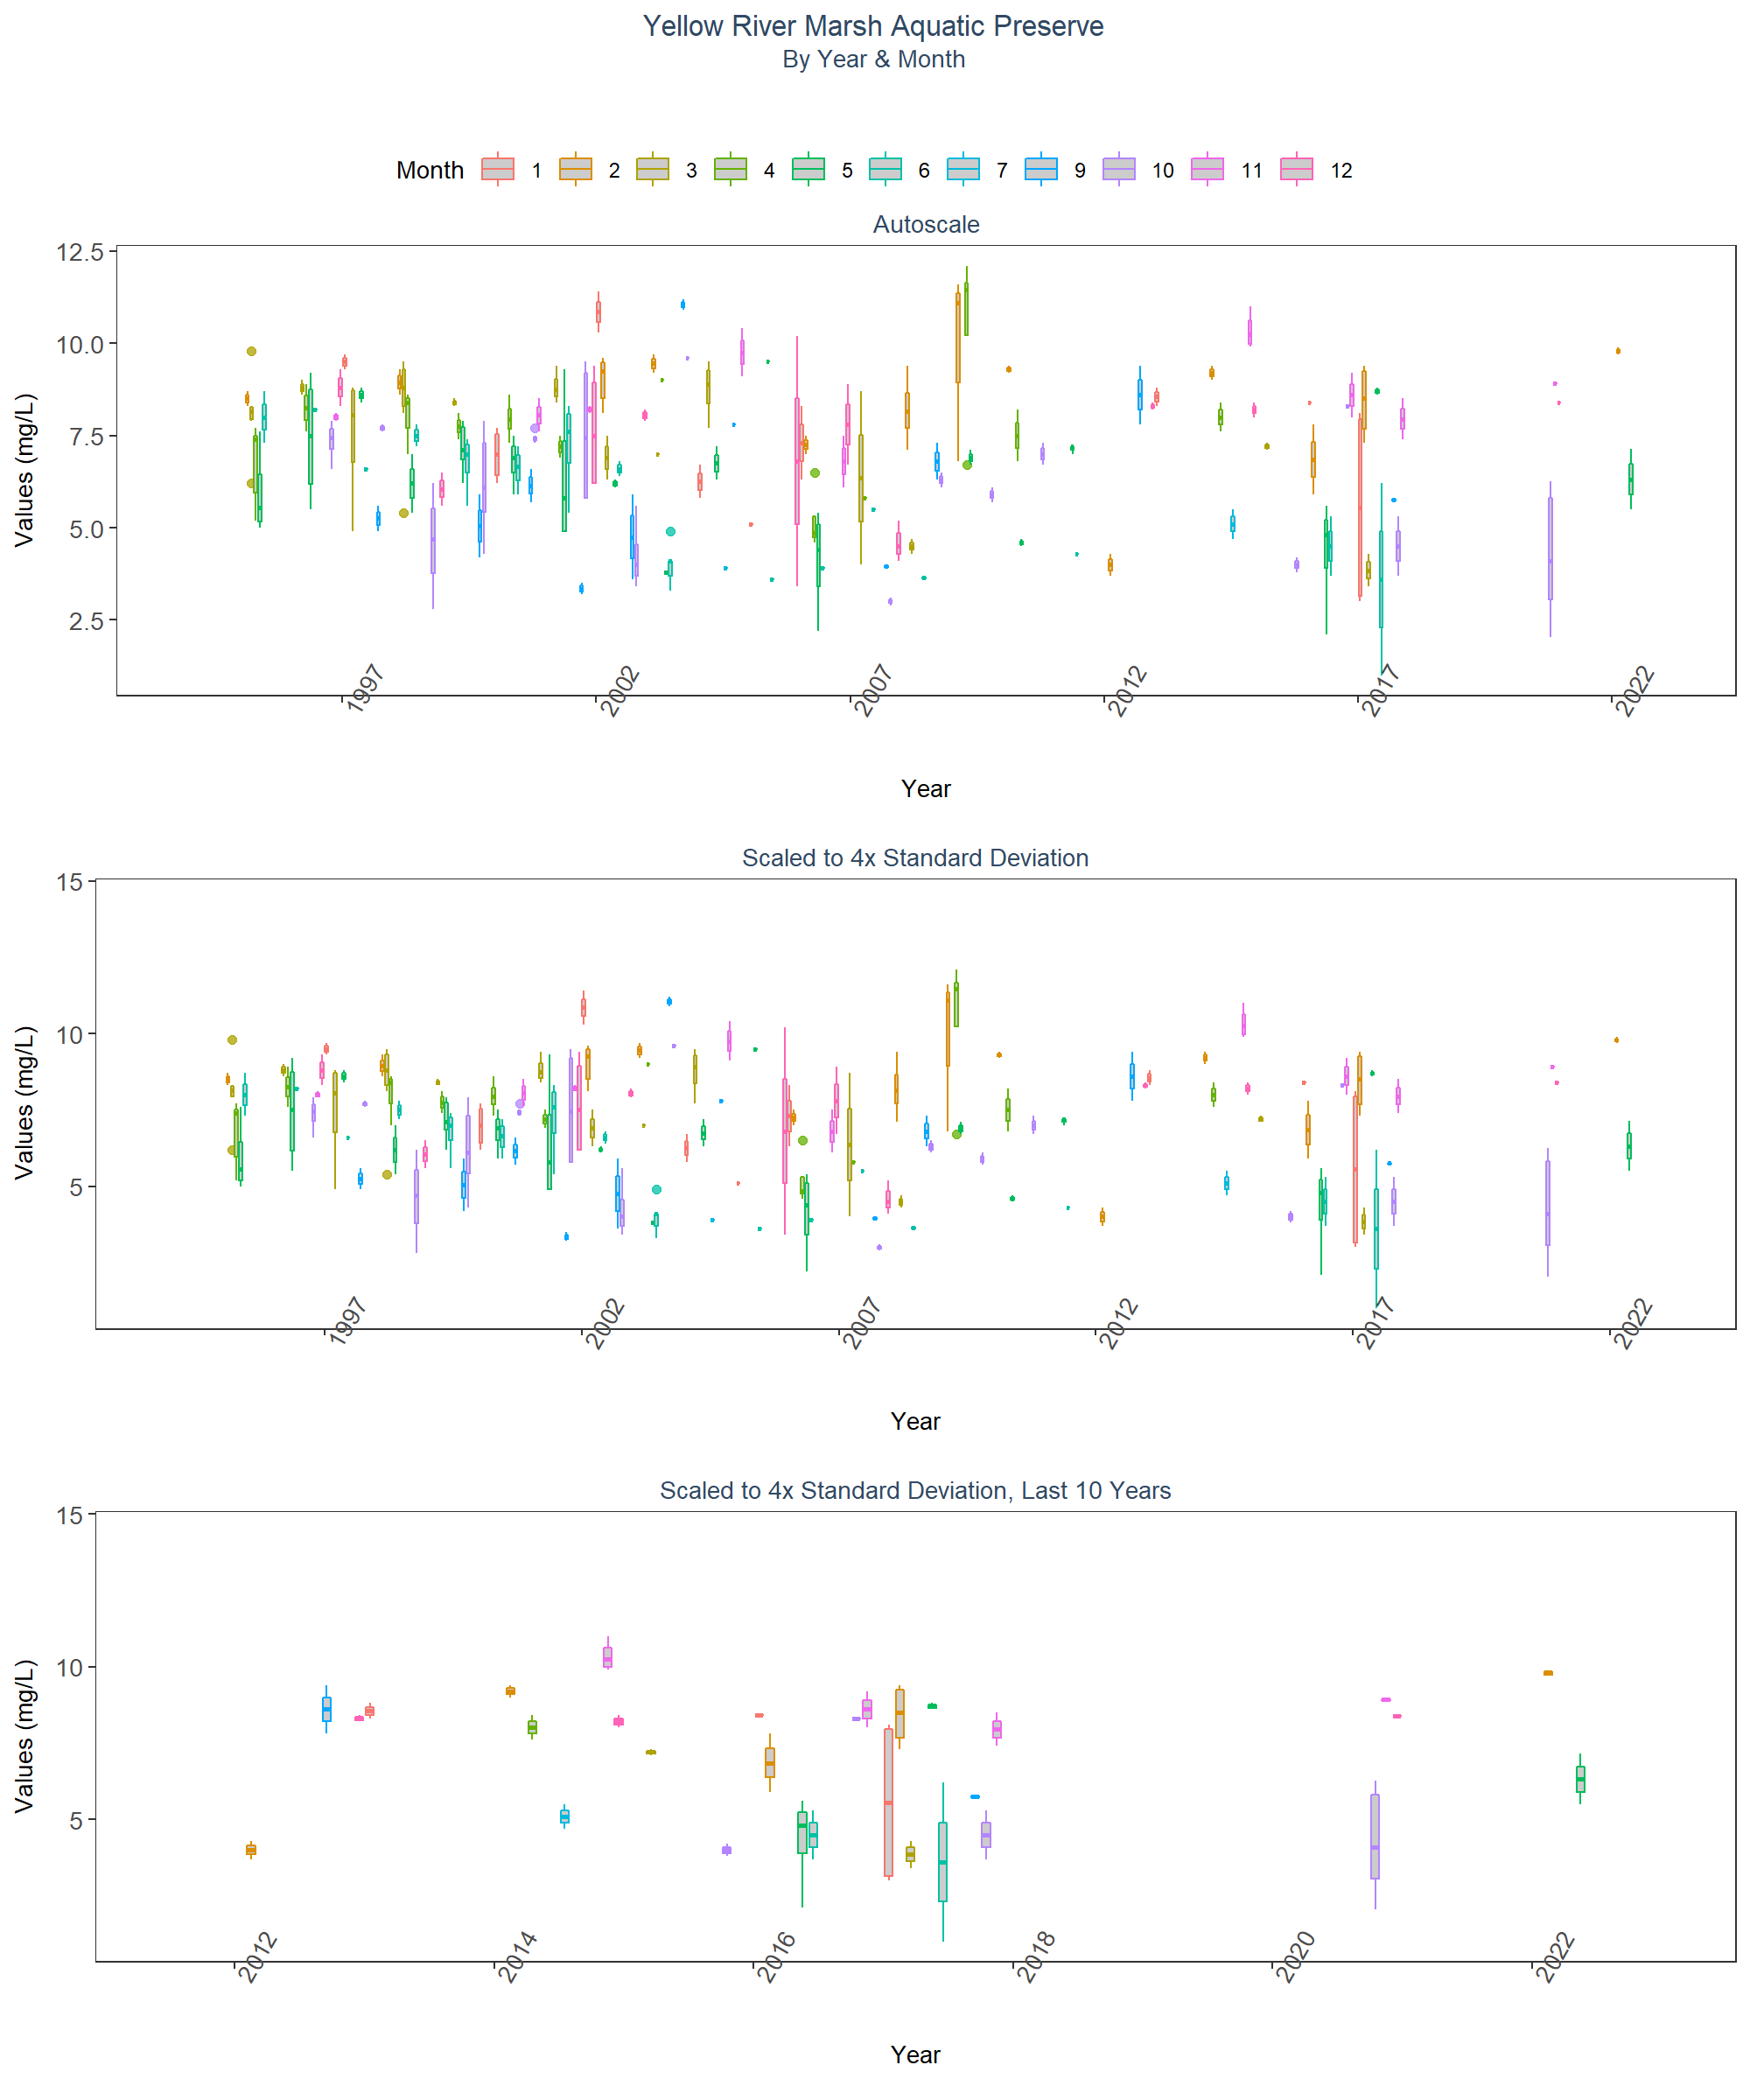 Yellow River Marsh Aquatic Preserve
By Year & Month
Month 1 2 3 4 5 6 7 9 10 11 12
Autoscale
12.5
10.0
7.5
5.0
2.5
Values (mg/L)
1997 2002 2007 2012 2017 2022
Year
Scaled to 4x Standard Deviation
15
10
5
Values (mg/L)
1997 2002 2007 2012 2017 2022
Year
Scaled to 4x Standard Deviation, Last 10 Years
15
10
5
Values (mg/L)
2012 2014 2016 2018 2020 2022
Year